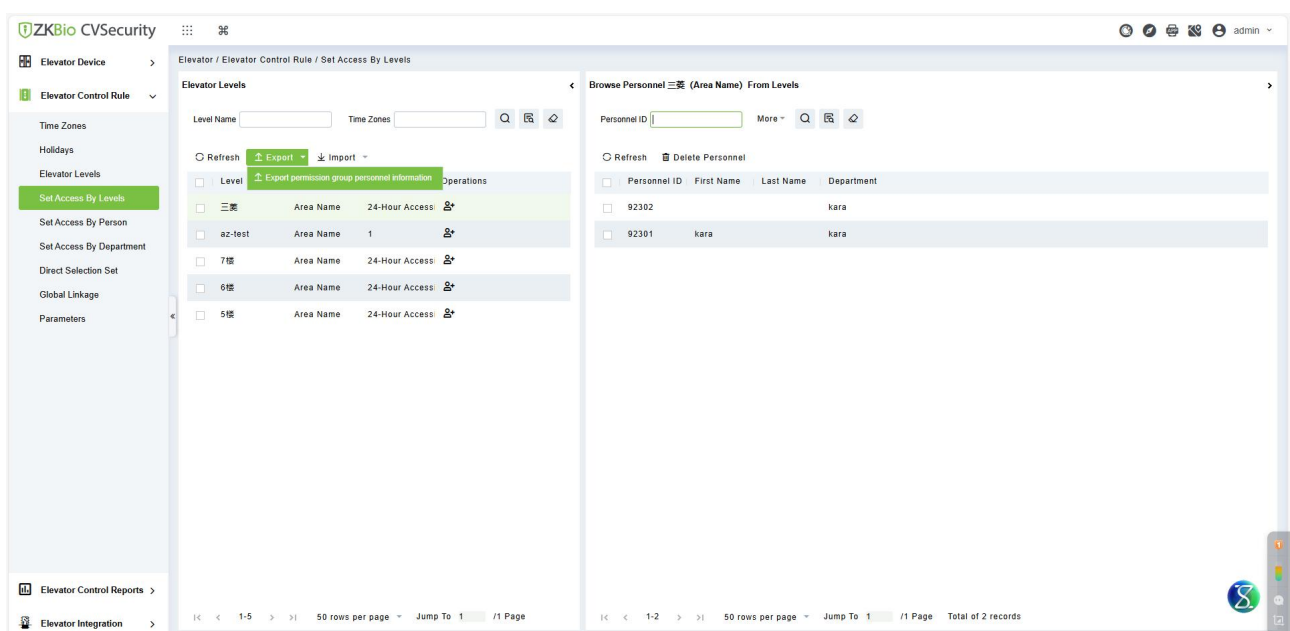 ZKBio CVSecurity
admin
Elevator Device
Elevator Control Rule
Time Zones
Holidays
Elevator Levels
Set Access By Levels
Set Access By Person
Set Access By Department
Direct Selection Set
Global Linkage
Parameters
Elevator Control Reports
Elevator Integration
Elevator / Elevator Control Rule / Set Access By Levels
Elevator Levels
Level Name Time Zones
Refresh Export Import
Export permission group personnel information
Level Operations
三菱 Area Name 24-Hour Access
az-test Area Name 1
7楼 Area Name 24-Hour Access
6楼 Area Name 24-Hour Access
5楼 Area Name 24-Hour Access
1-5 50 rows per page Jump To 1 /1 Page
Browse Personnel 三菱 (Area Name) From Levels
Personnel ID More
Refresh Delete Personnel
Personnel ID First Name Last Name Department
92302 kara
92301 kara kara
1-2 50 rows per page Jump To 1 /1 Page Total of 2 records